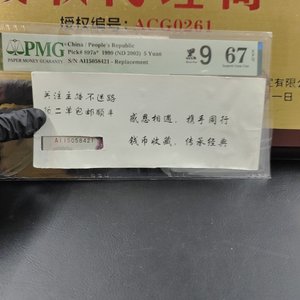 授权编号：ACG0261
PMG
PAPER MONEY GUARANTY
China / People's Republic
Pick# 897a* 1999 (ND 2002) 5 Yuan
S/N AI15058421 - Replacement
9
67
关注主播不迷路
拍二单包邮顺丰
感恩相遇，携手同行
钱币收藏，传承经典
AI15058421